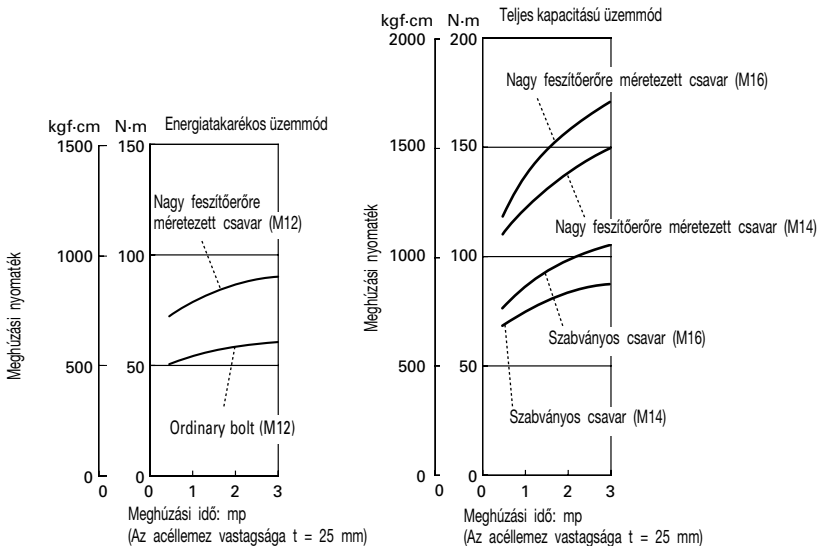 Energiatakarékos üzemmód
kgf·cm N·m
1500 150
Nagy feszítőerőre
méretezett csavar (M12)
1000 100
Meghúzási nyomaték
500 50
Ordinary bolt (M12)
0 0
0 0 1 2 3
Meghúzási idő: mp
(Az acéllemez vastagsága t = 25 mm)
Teljes kapacitású üzemmód
kgf·cm N·m
2000 200
Nagy feszítőerőre méretezett csavar (M16)
1500 150
Nagy feszítőerőre méretezett csavar (M14)
1000 100
Meghúzási nyomaték
Szabványos csavar (M16)
500 50
Szabványos csavar (M14)
0 0
0 0 1 2 3
Meghúzási idő: mp
(Az acéllemez vastagsága t = 25 mm)